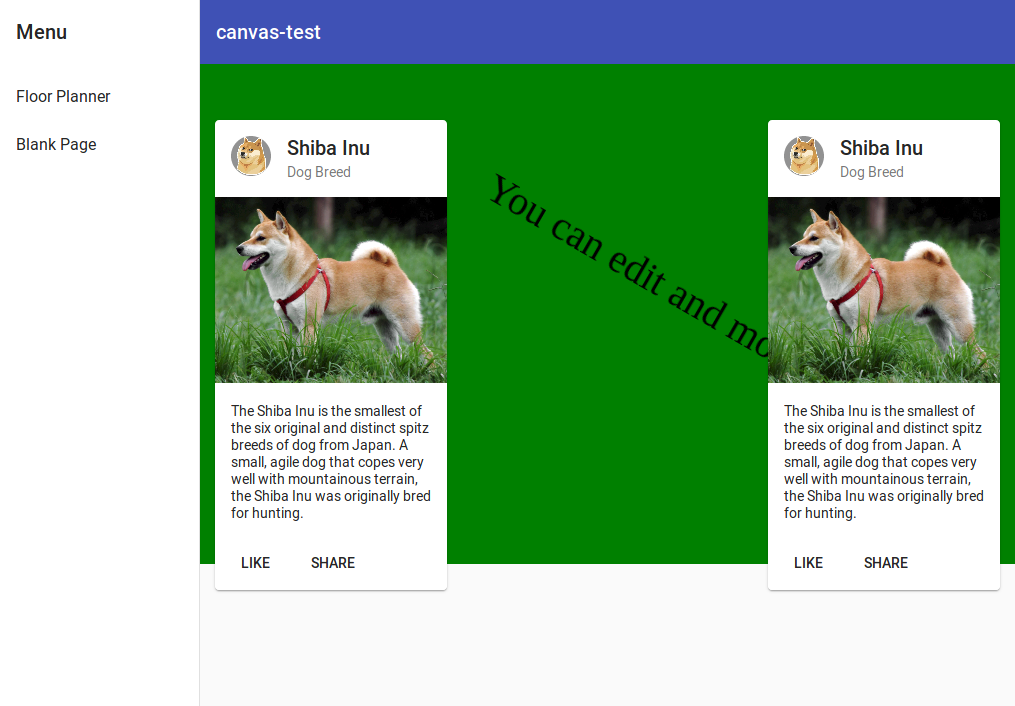 Menu
Floor Planner
Blank Page
canvas-test
Shiba Inu
Dog Breed
The Shiba Inu is the smallest of
the six original and distinct spitz
breeds of dog from Japan. A
small, agile dog that copes very
well with mountainous terrain,
the Shiba Inu was originally bred
for hunting.
LIKE SHARE
You can edit and mo
Shiba Inu
Dog Breed
The Shiba Inu is the smallest of
the six original and distinct spitz
breeds of dog from Japan. A
small, agile dog that copes very
well with mountainous terrain,
the Shiba Inu was originally bred
for hunting.
LIKE SHARE